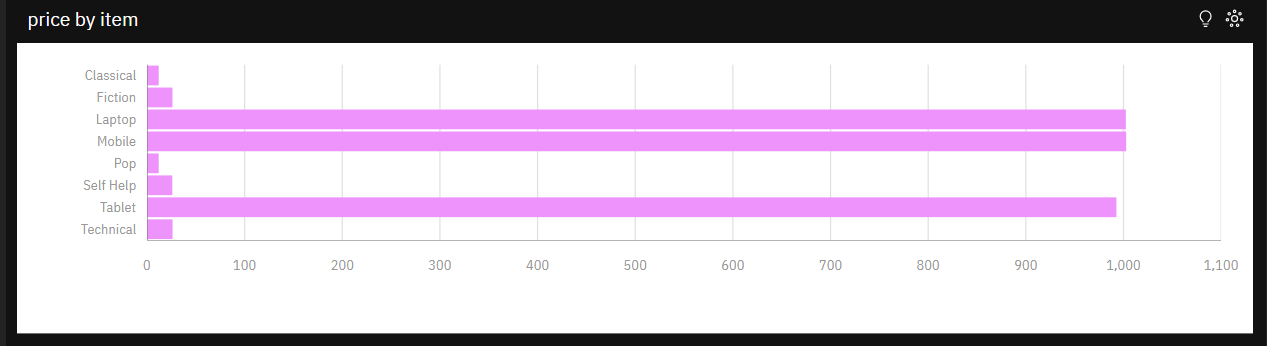 price by item
Classical
Fiction
Laptop
Mobile
Pop
Self Help
Tablet
Technical
0 100 200 300 400 500 600 700 800 900 1,000 1,100